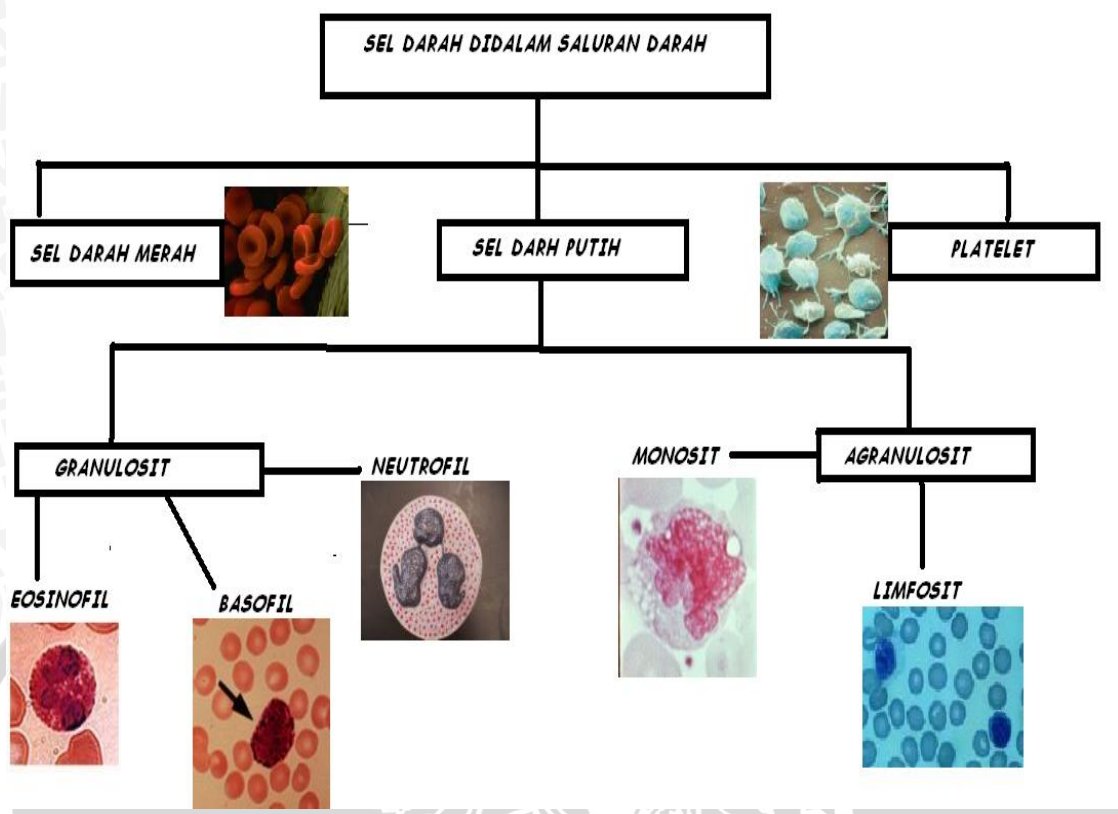 SEL DARAH DIDALAM SALURAN DARAH
SEL DARAH MERAH
SEL DARH PUTIH
PLATELET
GRANULOSIT
NEUTROFIL
MONOSIT
AGRANULOSIT
EOSINOFIL
BASOFIL
LIMFOSIT